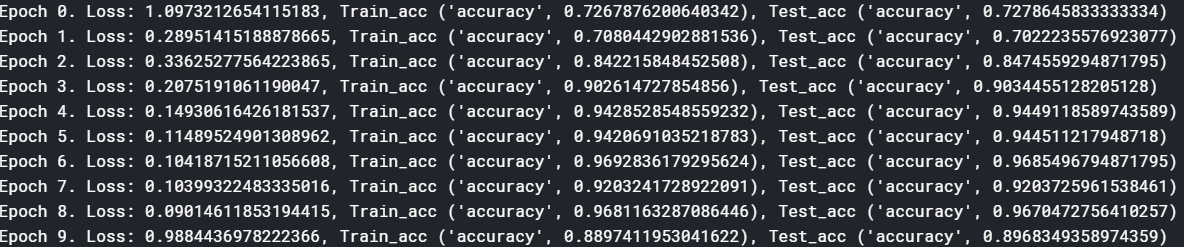 Epoch 0. Loss: 1.0973212654115183, Train_acc ('accuracy', 0.7267876200640342), Test_acc ('accuracy', 0.7278645833333334)
Epoch 1. Loss: 0.28951415188878665, Train_acc ('accuracy', 0.7080442902881536), Test_acc ('accuracy', 0.7022235576923077)
Epoch 2. Loss: 0.33625277564223865, Train_acc ('accuracy', 0.842215848452508), Test_acc ('accuracy', 0.8474559294871795)
Epoch 3. Loss: 0.2075191061190047, Train_acc ('accuracy', 0.902614727854856), Test_acc ('accuracy', 0.9034455128205128)
Epoch 4. Loss: 0.14930616426181537, Train_acc ('accuracy', 0.9428528548559232), Test_acc ('accuracy', 0.9449118589743589)
Epoch 5. Loss: 0.11489524901308962, Train_acc ('accuracy', 0.9420691035218783), Test_acc ('accuracy', 0.944511217948718)
Epoch 6. Loss: 0.10418715211056608, Train_acc ('accuracy', 0.9692836179295624), Test_acc ('accuracy', 0.9685496794871795)
Epoch 7. Loss: 0.10399322483335016, Train_acc ('accuracy', 0.9203241728922091), Test_acc ('accuracy', 0.9203725961538461)
Epoch 8. Loss: 0.09014611853194415, Train_acc ('accuracy', 0.9681163287086446), Test_acc ('accuracy', 0.9670472756410257)
Epoch 9. Loss: 0.9884436978222366, Train_acc ('accuracy', 0.8897411953041622), Test_acc ('accuracy', 0.8968349358974359)